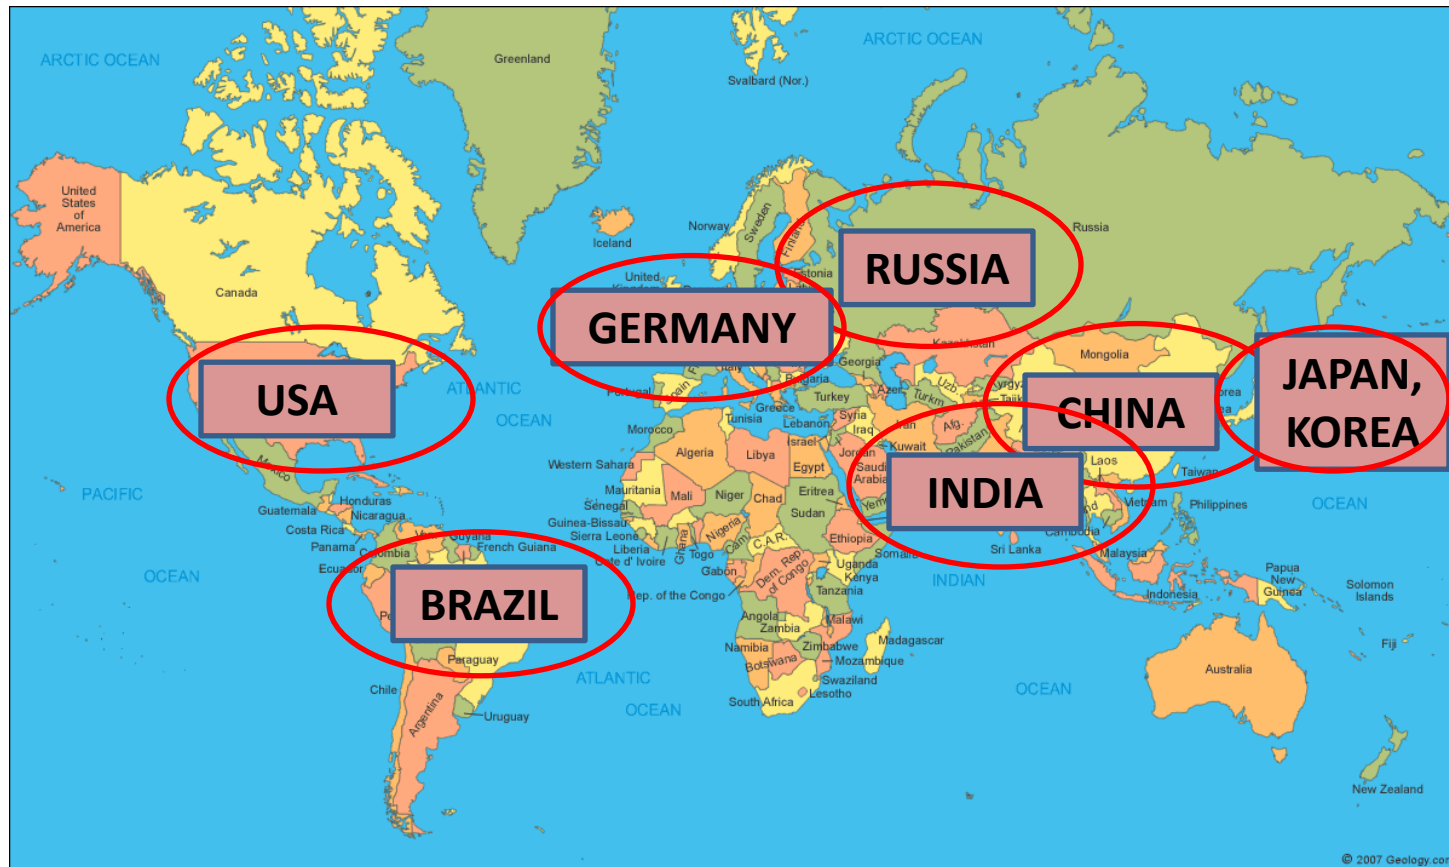 ARCTIC OCEAN
ARCTIC OCEAN
Greenland
Svalbard (Nor.)
United
States
of
America
Canada
Iceland
Norway
Sweden
Finland
Russia
RUSSIA
Estonia
United
GERMANY
USA
ATLANTIC
OCEAN
Kazakhstan
Mongolia
Georgia
JAPAN,
KOREA
CHINA
Portugal
Spain
Italy
Bulgaria
Greece
Turkey
Azer.
Uzb.
Turkm.
Kyrgyz
Tajik
Afg.
Pakistan
Iran
Syria
Iraq
Lebanon
Israel
Jordan
Kuwait
Saudi
Arabia
Tunisia
Morocco
Algeria
Libya
Egypt
Western Sahara
Mauritania
Mali
Niger
Chad
Sudan
Eritrea
INDIA
Laos
Taiwan
Vietnam
Philippines
Cambodia
Sri Lanka
Malaysia
Indonesia
PACIFIC
OCEAN
Mexico
Honduras
Guatemala
Nicaragua
Costa Rica
Panama
Guyana
French Guiana
Colombia
Ecuador
BRAZIL
Senegal
Guinea-Bissau
Sierra Leone
Liberia
Cote d' Ivoire
Ghana
Togo
Nigeria
Cam.
C.A.R.
Ethiopia
Somalia
Uganda
Kenya
Gabon
Rep. of the Congo
Dem. Rep
of Congo
Tanzania
INDIAN
OCEAN
OCEAN
Papua
New
Guinea
Solomon
Islands
Fiji
Angola
Zambia
Malawi
Madagascar
Namibia
Botswana
Zimbabwe
Mozambique
Swaziland
Lesotho
South Africa
Paraguay
Chile
Argentina
Uruguay
ATLANTIC
OCEAN
Australia
New Zealand
© 2007 Geology.com